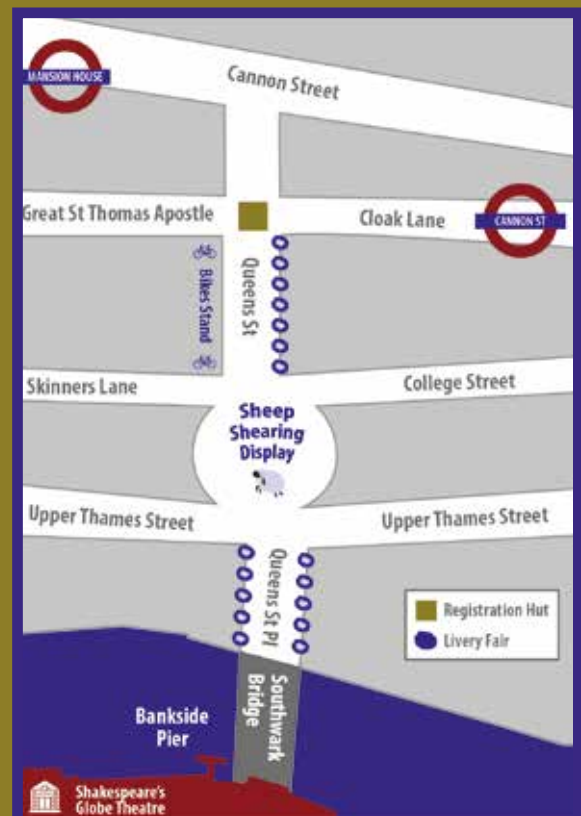 MANSION HOUSE
Cannon Street
Great St Thomas Apostle
Cloak Lane
CANNON ST
Bikes Stand
Queens St
Skinners Lane
College Street
Sheep
Shearing
Display
Upper Thames Street
Upper Thames Street
Queens St Pl
Registration Hut
Livery Fair
Southwark
Bridge
Bankside
Pier
Shakespeare's
Globe Theatre